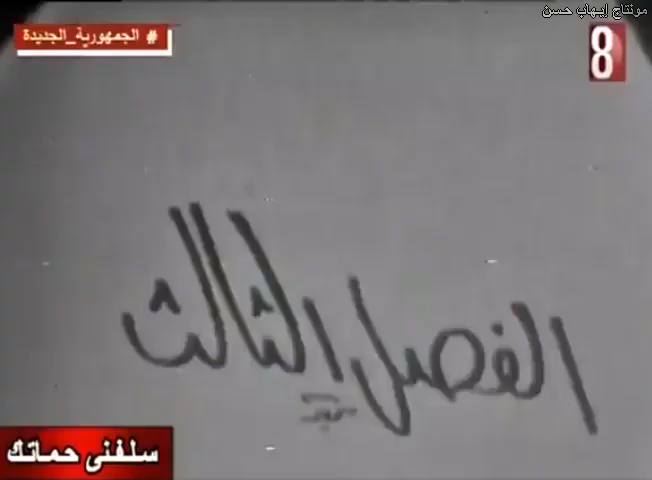 مونتاج إيهاب حسن
# الجمهورية_الجديدة
8
الفصل الثالث
سلفنى حماتك